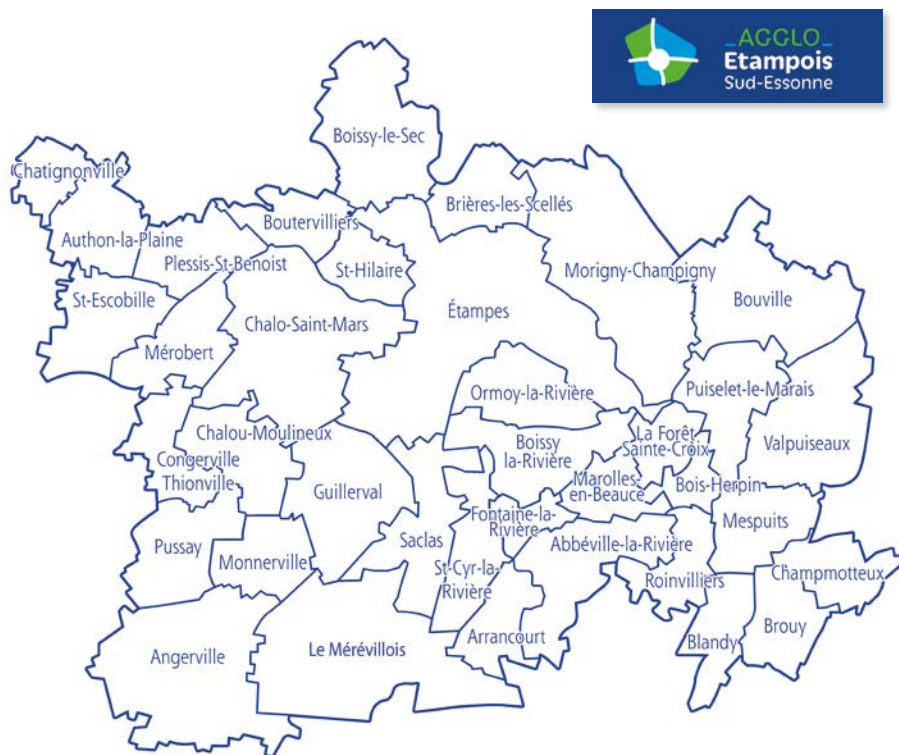 _AGGLO_
Etampois
Sud-Essonne
Boissy-le-Sec
Chatignonville
Brières-les-Scellés
Boutervilliers
Authon-la-Plaine
Plessis-St-Benoist
St-Hilaire
Morigny-Champigny
Bouville
St-Escobille
Chalo-Saint-Mars
Étampes
Mérobert
Ormoy-la-Rivière
Puiselet-le-Marais
Chalou-Moulineux
Boissy
la-Rivière
La Forêt
Sainte-Croix
Valpuiseaux
Congerville
Thionville
Guillerval
Marolles-
en-Beauce
Bois-Herpin
Fontaine-la-
Rivière
Mespuits
Pussay
Monnerville
Saclas
Abbéville-la-Rivière
St-Cyr-la-
Rivière
Roinvilliers
Champmotteux
Angerville
Le Mérévillois
Arrancourt
Blandy
Brouy